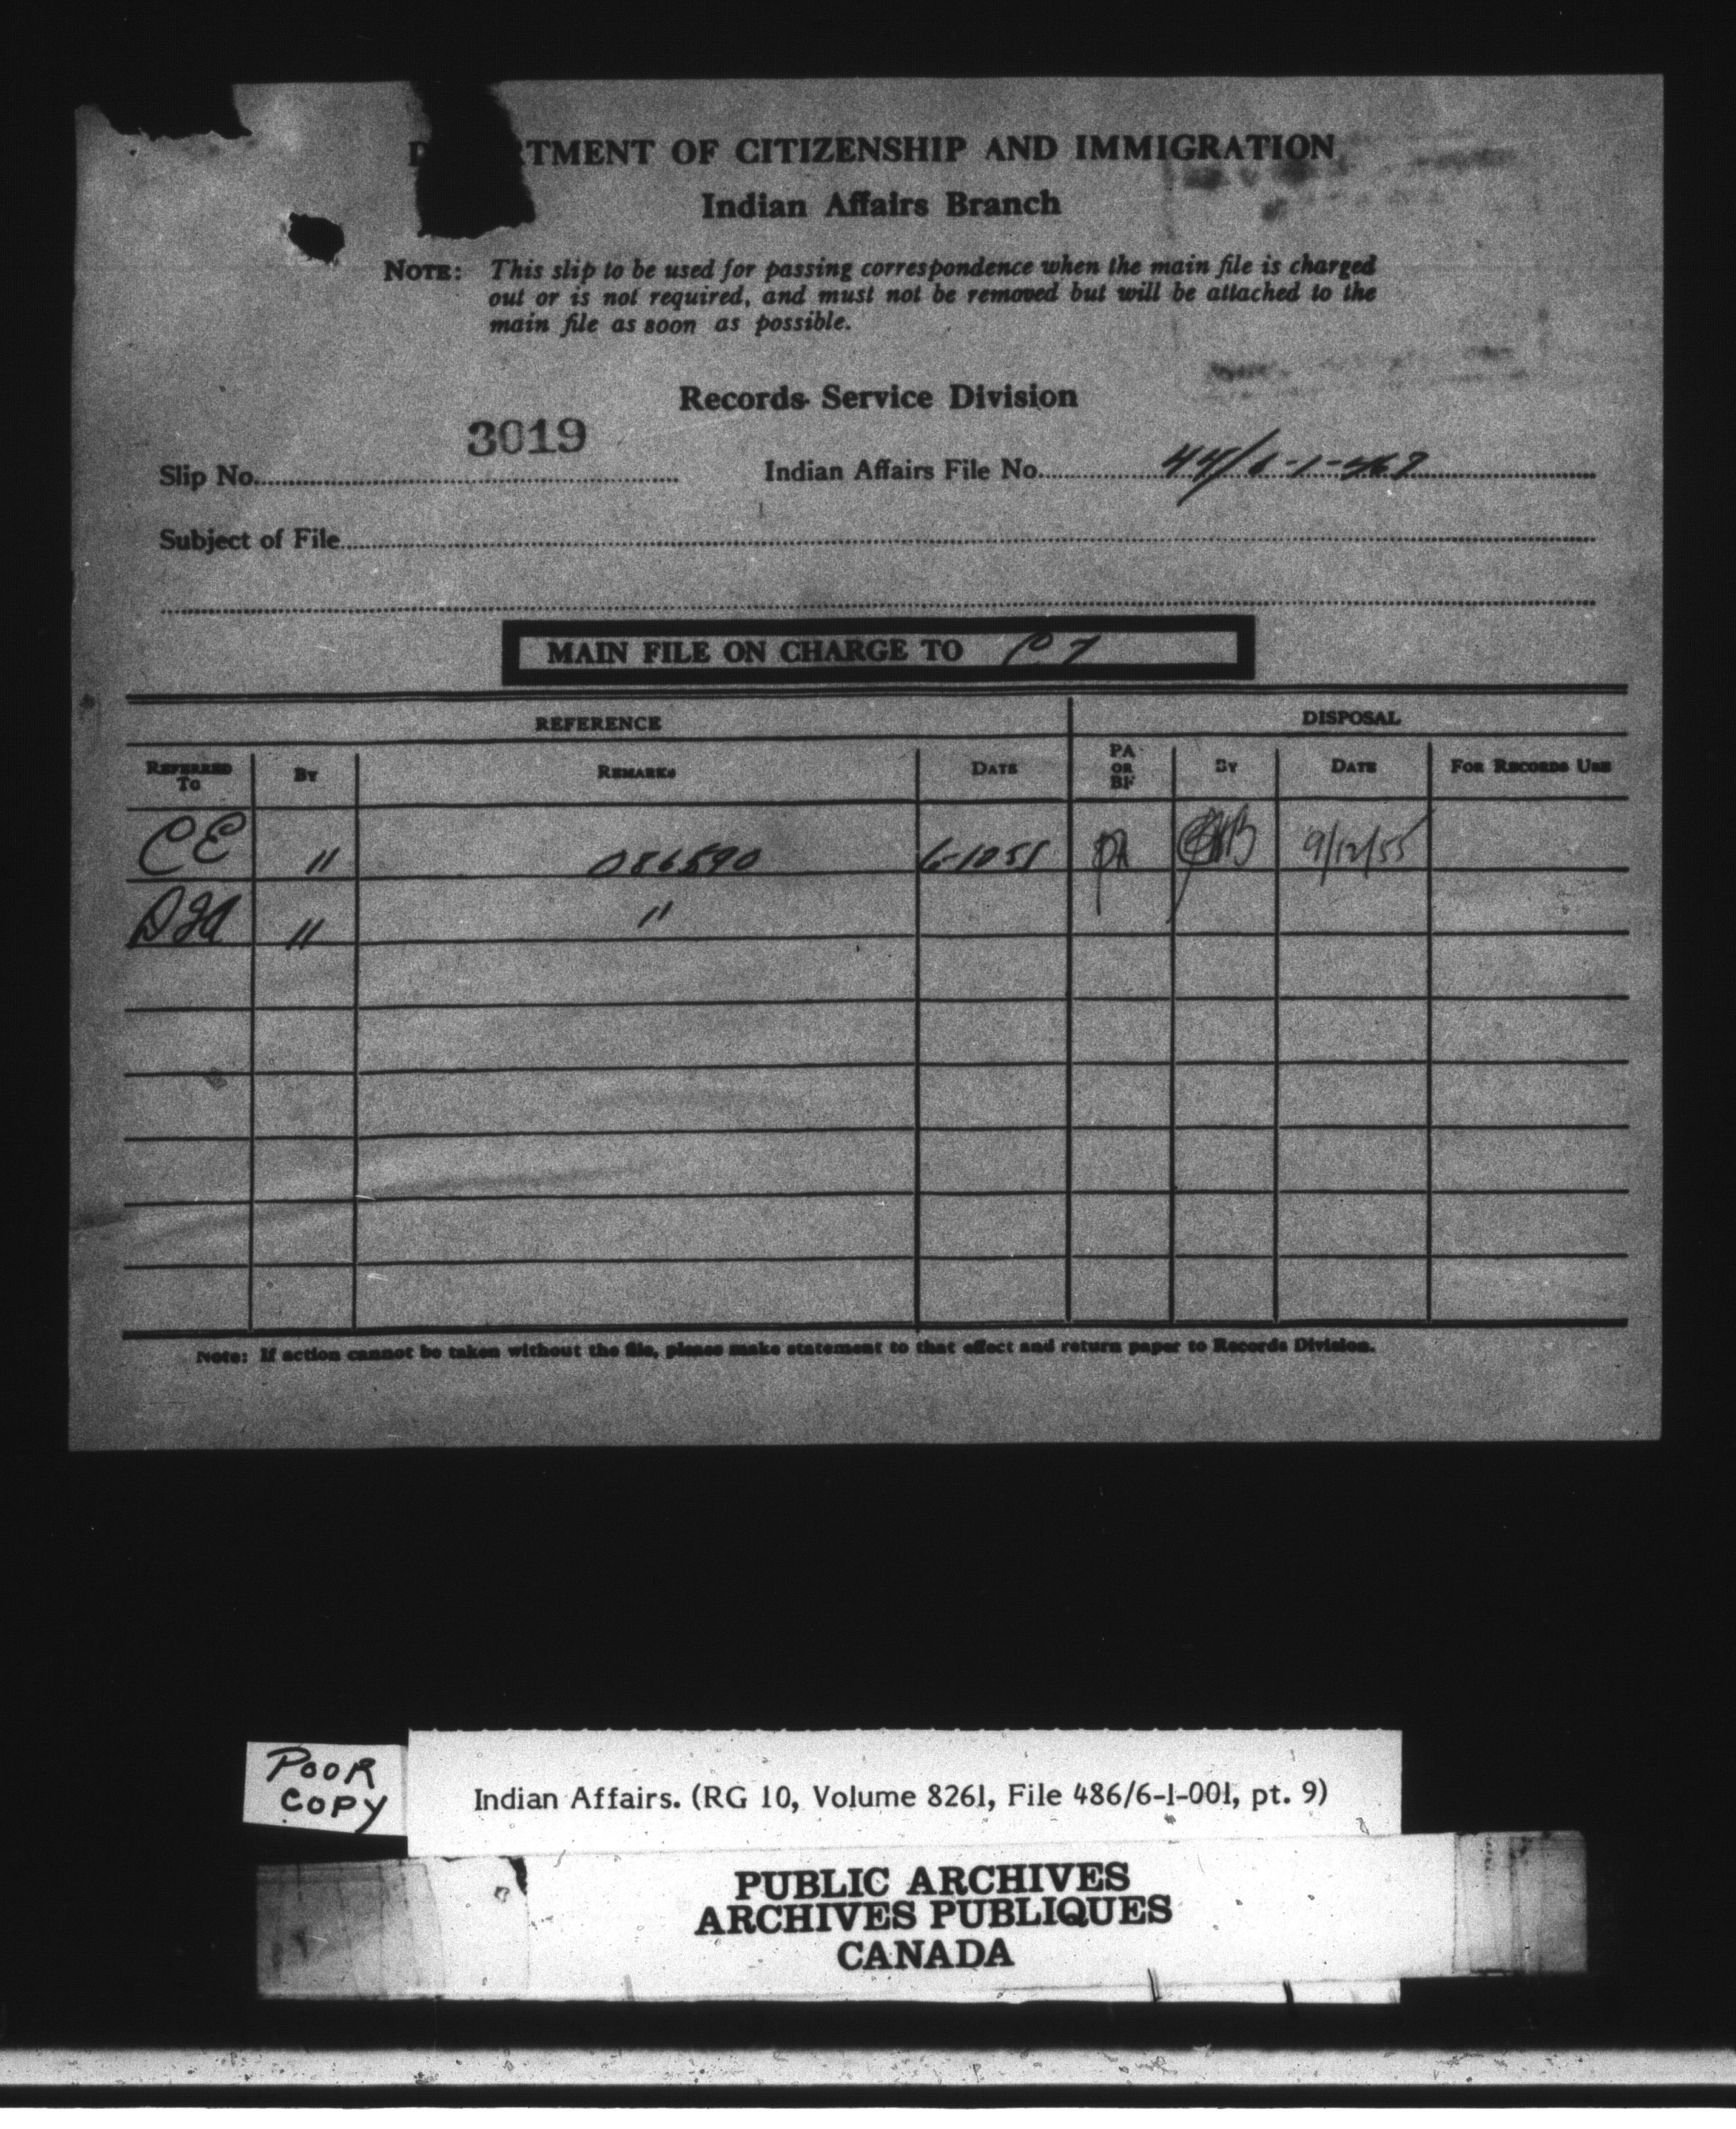 TMENT OF CITIZENSHIP AND IMMIGRATION
Indian Affairs Branch
NOTE: This slip to be used for passing correspondence when the main file is charged
out or is not required, and must not be removed but will be attached to the
main file as soon as possible.
Records Service Division
3019
Slip No. Indian Affairs File No.
Subject of File
MAIN FILE ON CHARGE TO
REFERENCE DISPOSAL
REFERRED TO BY REMARKS DATE PA OR BF BY DATE FOR RECORDS USE
CE " 086590 PA 9/12/55
" "
Note: If action cannot be taken without the file, please make statement to that effect and return paper to Records Division.
POOR
COPY
Indian Affairs. (RG 10, Volume 8261, File 486/6-1-001, pt. 9)
PUBLIC ARCHIVES
ARCHIVES PUBLIQUES
CANADA